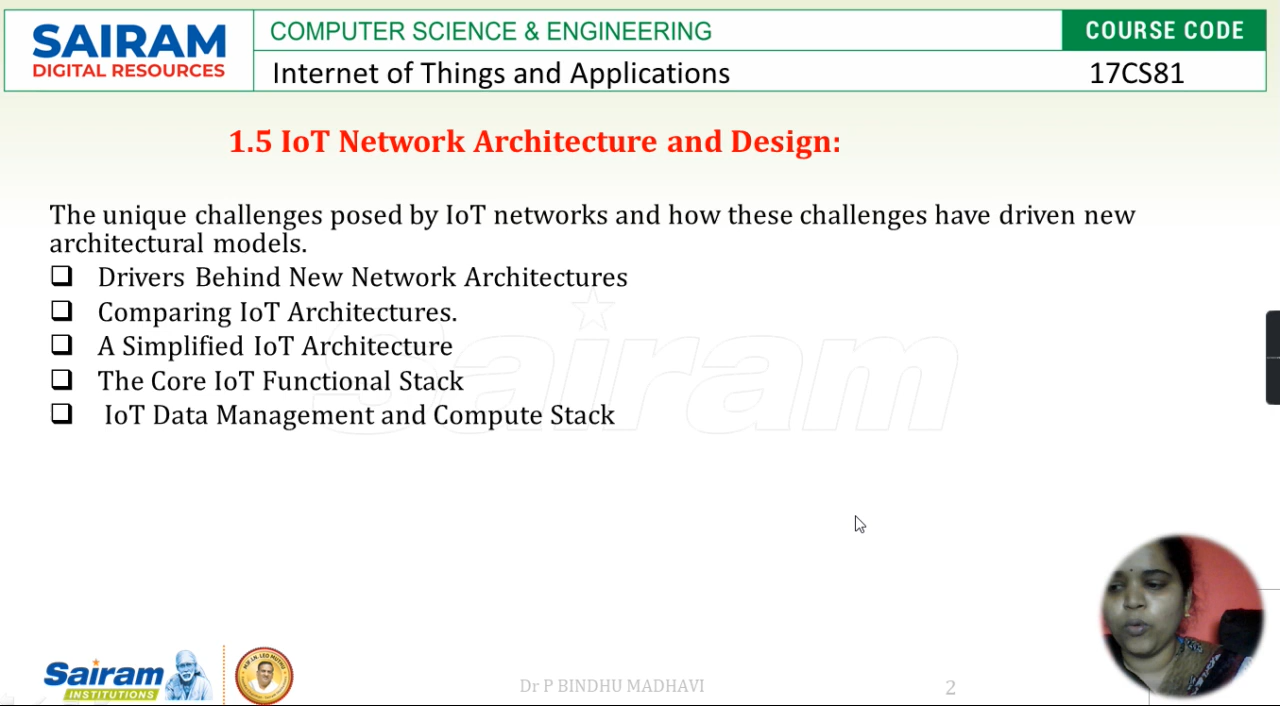 SAIRAM
DIGITAL RESOURCES
COMPUTER SCIENCE & ENGINEERING
COURSE CODE
Internet of Things and Applications
17CS81
1.5 IoT Network Architecture and Design:
The unique challenges posed by IoT networks and how these challenges have driven new
architectural models.
❑ Drivers Behind New Network Architectures
❑ Comparing IoT Architectures.
❑ A Simplified IoT Architecture
❑ The Core IoT Functional Stack
❑ IoT Data Management and Compute Stack
Sairam
Sairam
INSTITUTIONS
Dr P BINDHU MADHAVI
2